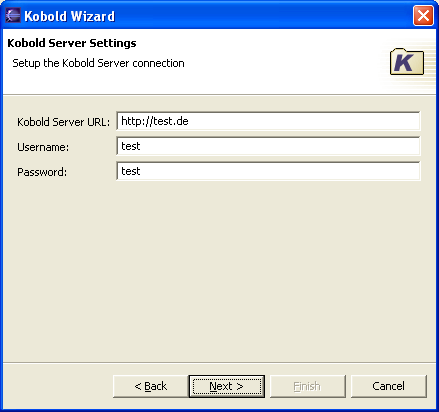 Kobold Wizard
Kobold Server Settings
Setup the Kobold Server connection
K
Kobold Server URL: http://test.de
Username: test
Password: test
< Back Next > Finish Cancel